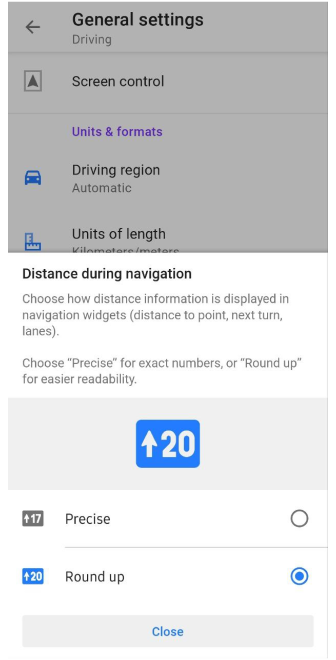 General settings
Driving
Screen control
Units & formats
Driving region
Automatic
Units of length
Kilometers/meters
Distance during navigation
Choose how distance information is displayed in
navigation widgets (distance to point, next turn,
lanes).
Choose “Precise” for exact numbers, or “Round up”
for easier readability.
20
17 Precise
20 Round up
Close